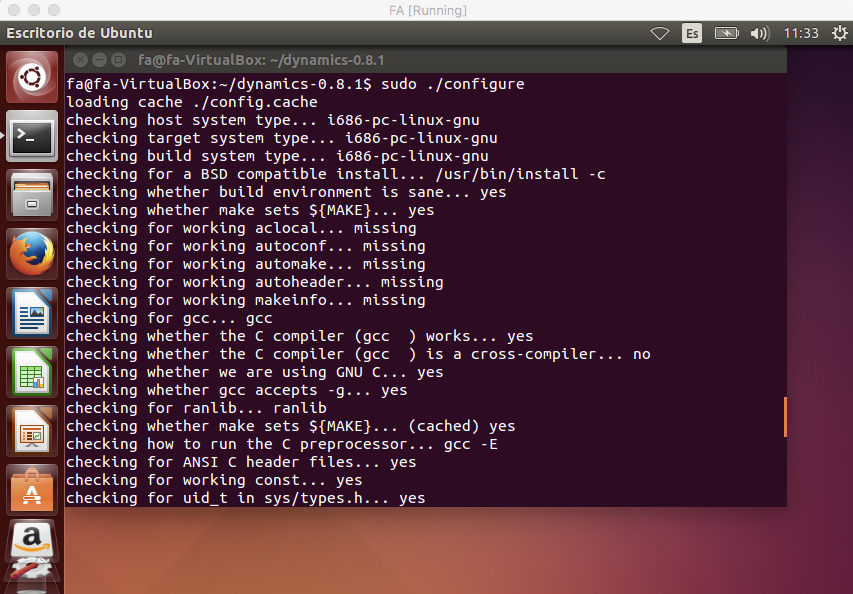 FA [Running]
Escritorio de Ubuntu
Es
11:33
fa@fa-VirtualBox: ~/dynamics-0.8.1
fa@fa-VirtualBox:~/dynamics-0.8.1$ sudo ./configure
loading cache ./config.cache
checking host system type... i686-pc-linux-gnu
checking target system type... i686-pc-linux-gnu
checking build system type... i686-pc-linux-gnu
checking for a BSD compatible install... /usr/bin/install -c
checking whether build environment is sane... yes
checking whether make sets ${MAKE}... yes
checking for working aclocal... missing
checking for working autoconf... missing
checking for working automake... missing
checking for working autoheader... missing
checking for working makeinfo... missing
checking for gcc... gcc
checking whether the C compiler (gcc  ) works... yes
checking whether the C compiler (gcc  ) is a cross-compiler... no
checking whether we are using GNU C... yes
checking whether gcc accepts -g... yes
checking for ranlib... ranlib
checking whether make sets ${MAKE}... (cached) yes
checking how to run the C preprocessor... gcc -E
checking for ANSI C header files... yes
checking for working const... yes
checking for uid_t in sys/types.h... yes